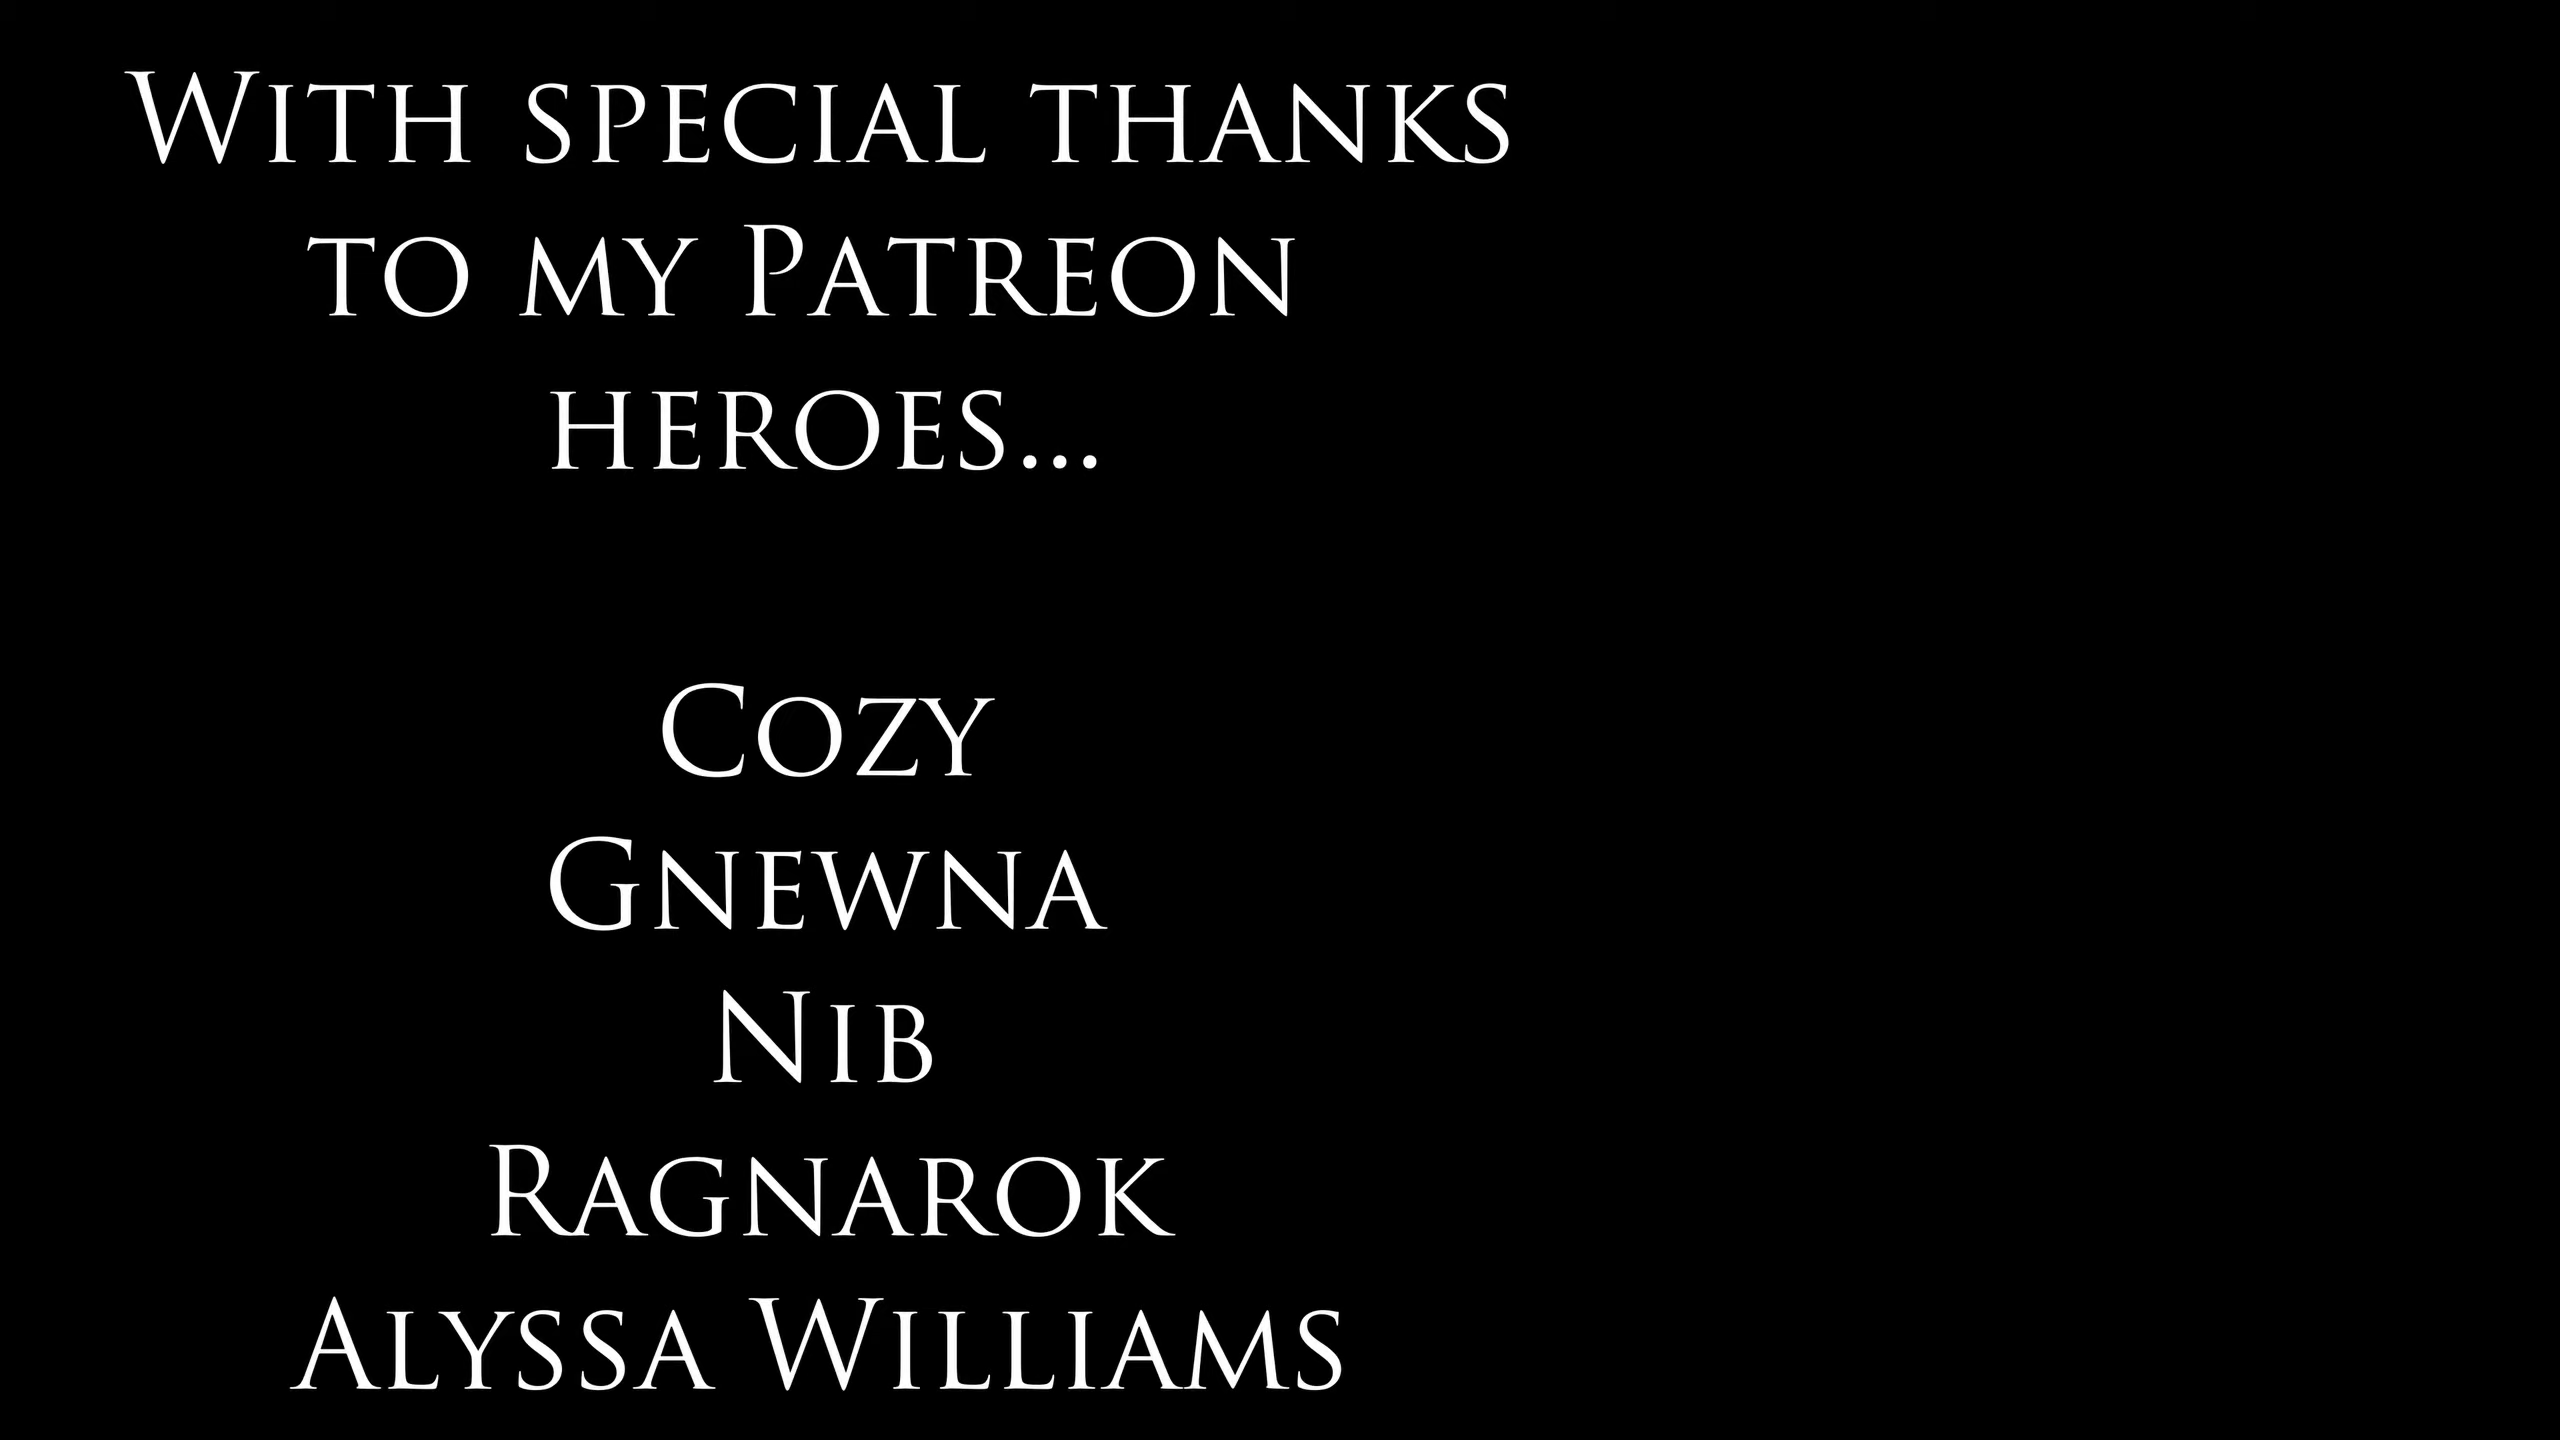 With special thanks
to my Patreon
heroes...
Cozy
Gnewna
Nib
Ragnarok
Alyssa Williams